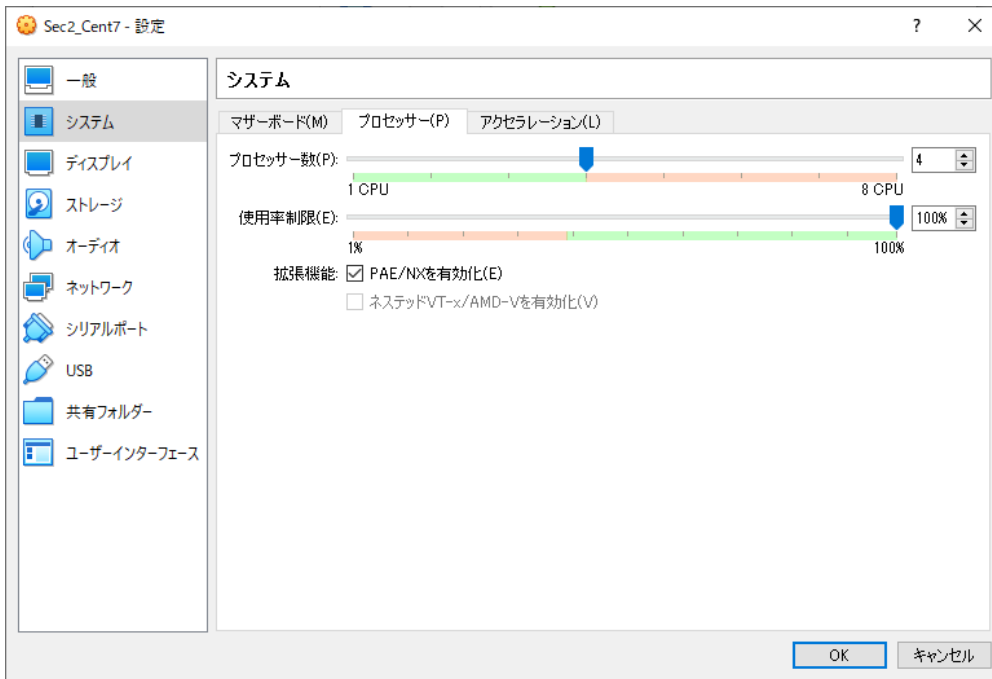 Sec2_Cent7 - 設定
?
一般
システム
ディスプレイ
ストレージ
オーディオ
ネットワーク
シリアルポート
USB
共有フォルダー
ユーザーインターフェース
システム
マザーボード(M)
プロセッサー(P)
アクセラレーション(L)
プロセッサー数(P):
4
1 CPU
8 CPU
使用率制限(E):
100%
1%
100%
拡張機能:
PAE/NXを有効化(E)
ネステッドVT-x/AMD-Vを有効化(V)
OK
キャンセル